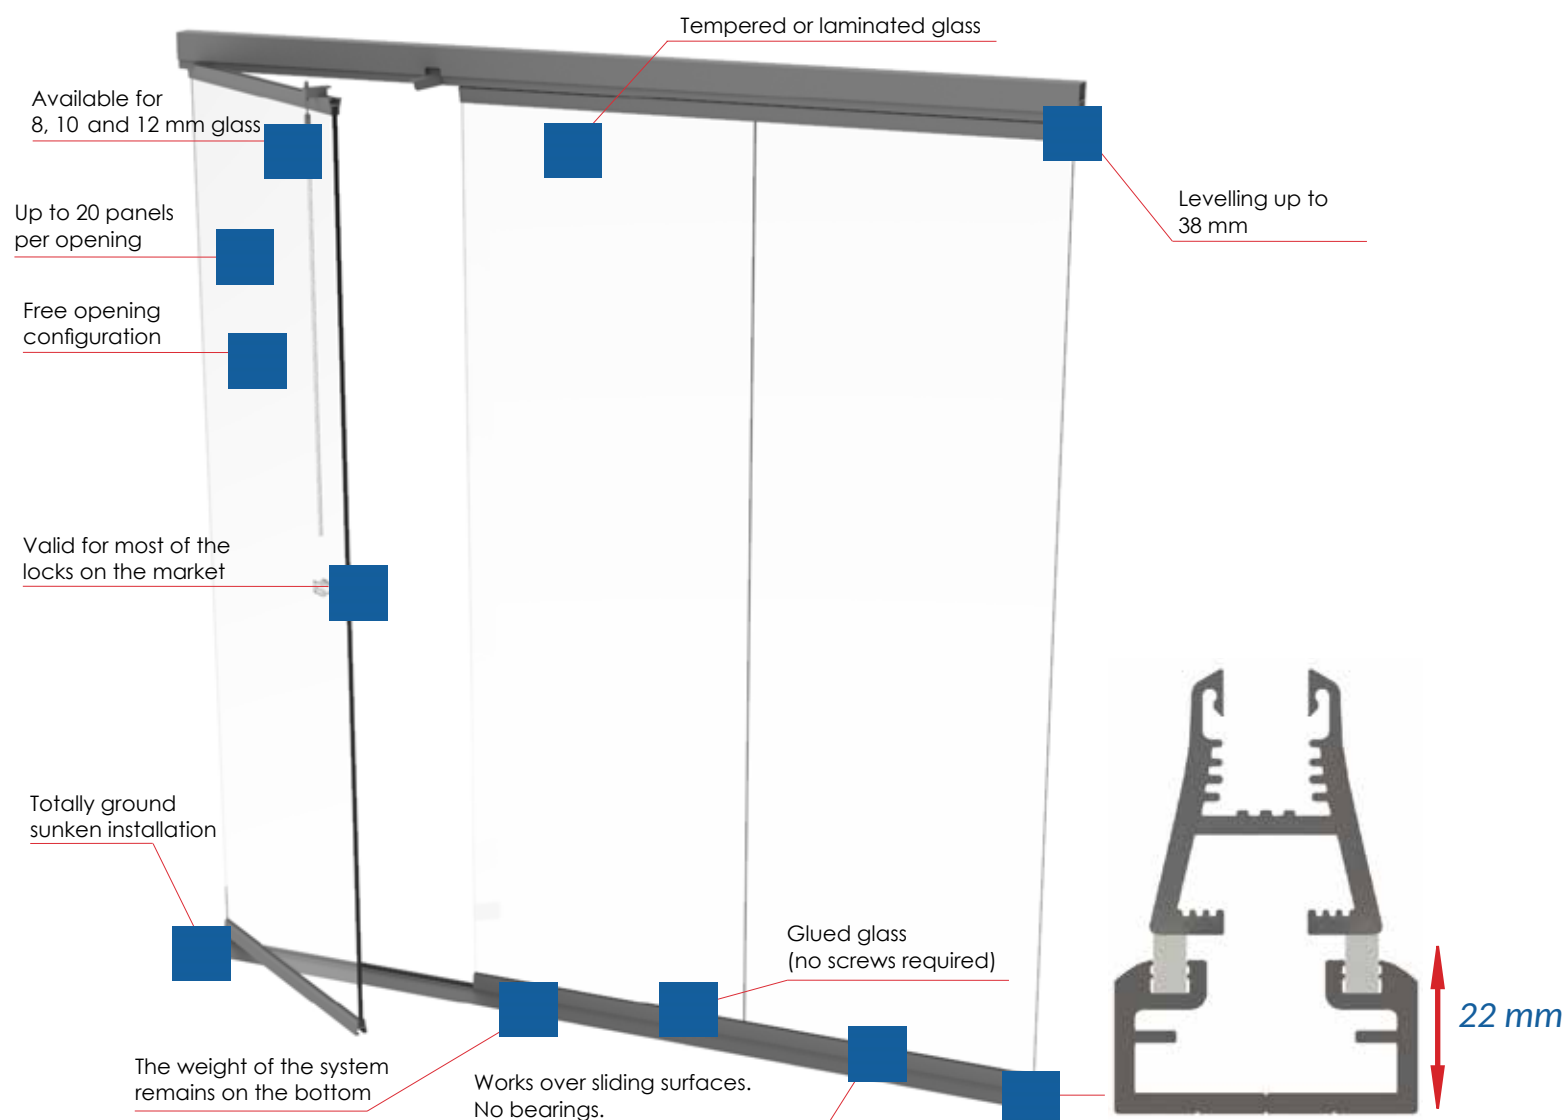 Tempered or laminated glass
Available for
8, 10 and 12 mm glass
Up to 20 panels
per opening
Levelling up to
38 mm
Free opening
configuration
Valid for most of the
locks on the market
Totally ground
sunken installation
Glued glass
(no screws required)
22 mm
The weight of the system
remains on the bottom
Works over sliding surfaces.
No bearings.